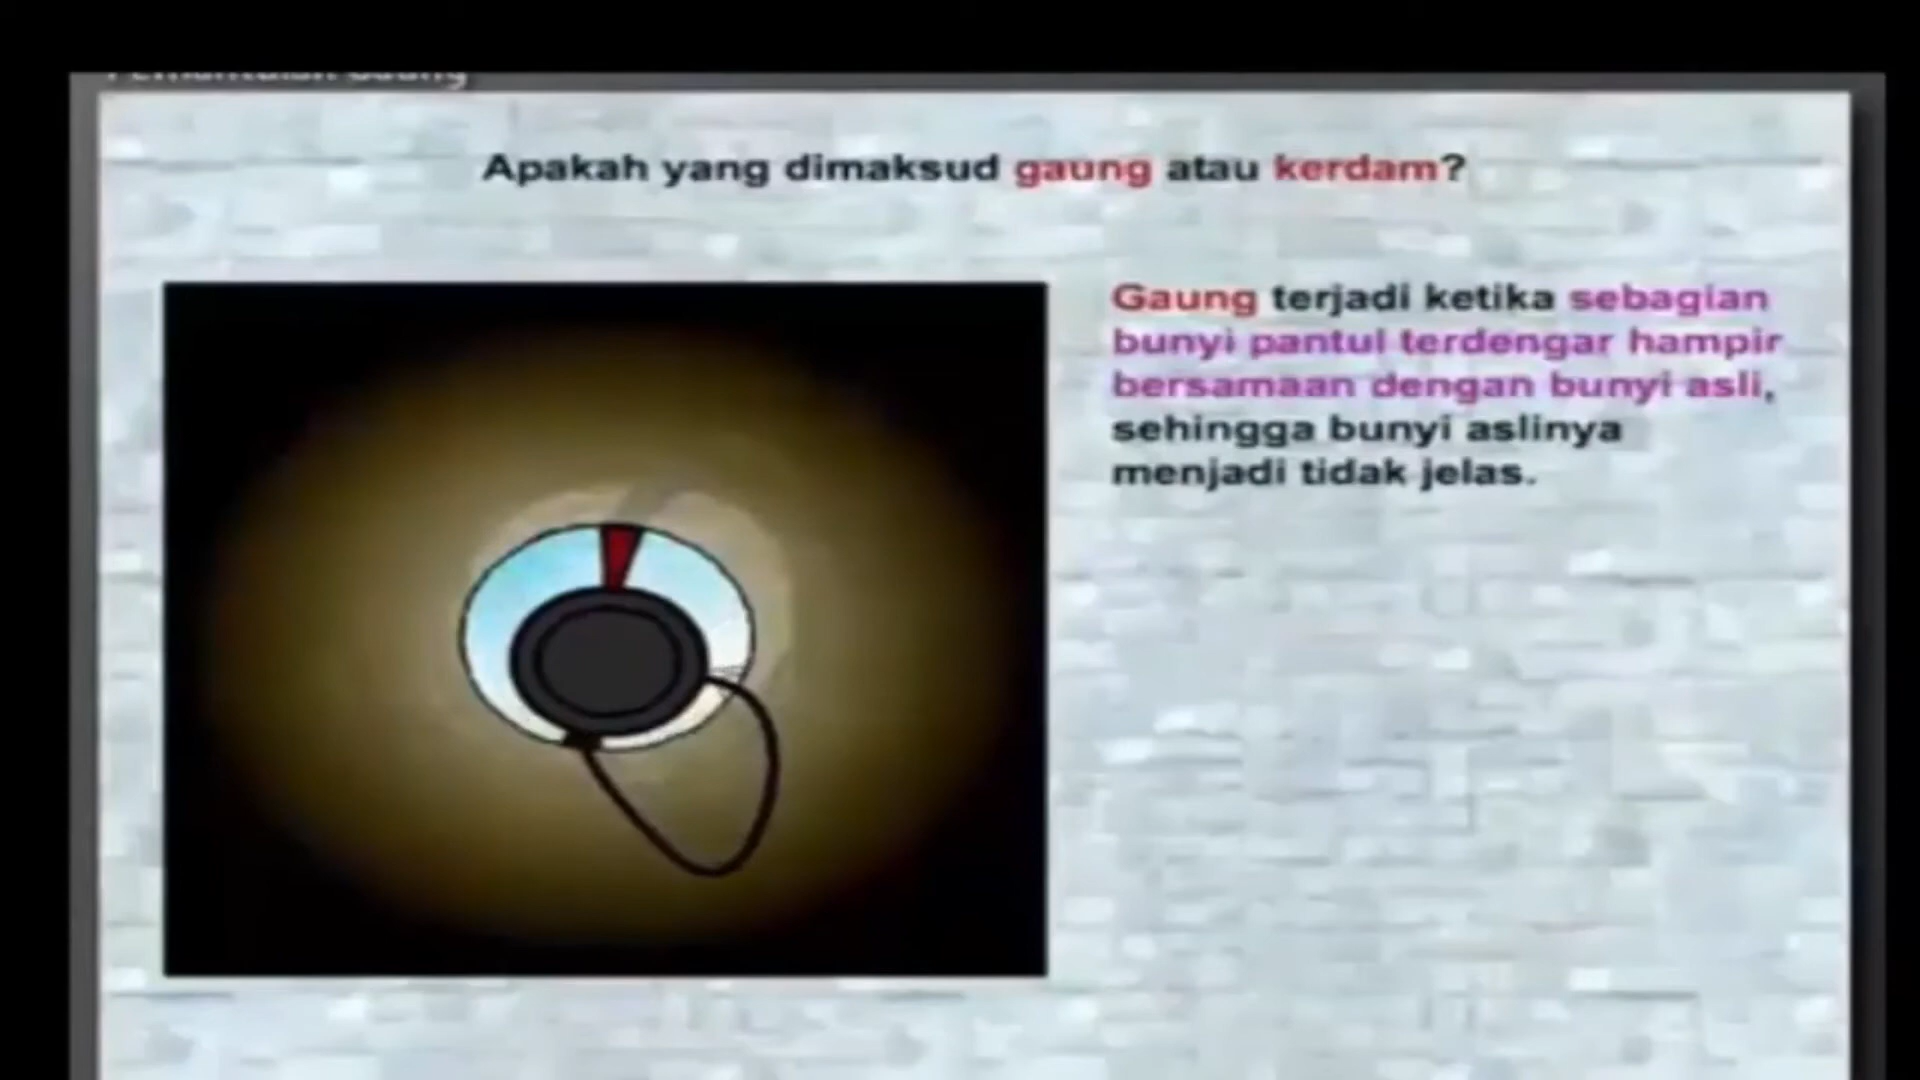 Apakah yang dimaksud gaung atau kerdam?
Gaung terjadi ketika sebagian
bunyi pantul terdengar hampir
bersamaan dengan bunyi asli,
sehingga bunyi aslinya
menjadi tidak jelas.